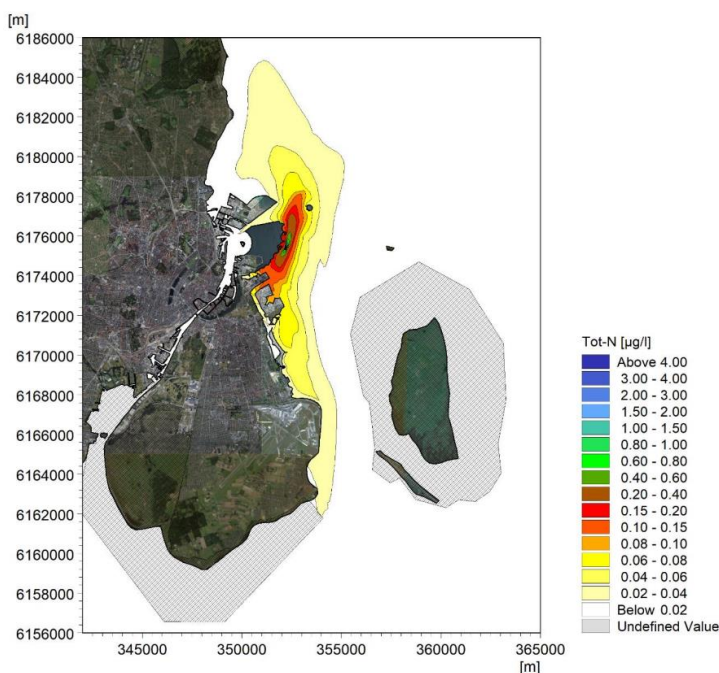 [m]
6186000
6184000
6182000
6180000
6178000
6176000
6174000
6172000
6170000
6168000
6166000
6164000
6162000
6160000
6158000
6156000
345000 350000 355000 360000 365000
[m]
Tot-N [µg/l]
Above 4.00
3.00 - 4.00
2.00 - 3.00
1.50 - 2.00
1.00 - 1.50
0.80 - 1.00
0.60 - 0.80
0.40 - 0.60
0.20 - 0.40
0.15 - 0.20
0.10 - 0.15
0.08 - 0.10
0.06 - 0.08
0.04 - 0.06
0.02 - 0.04
Below 0.02
Undefined Value